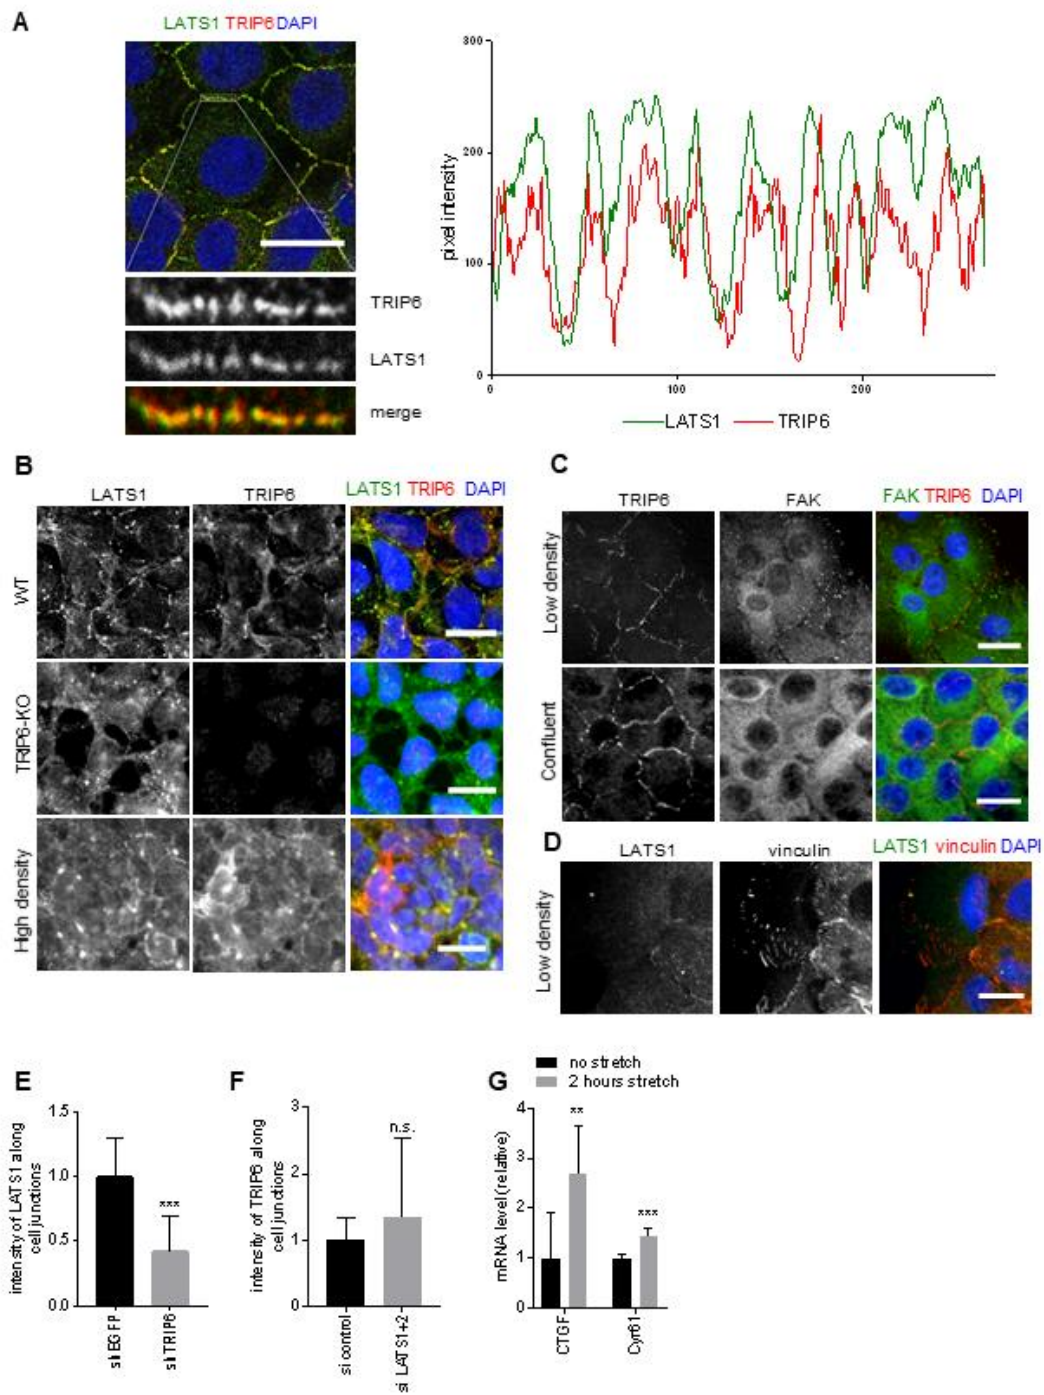 A
LATS1 TRIP6 DAPI
TRIP6
LATS1
merge
300
200
100
0
pixel intensity
0 100 200
LATS1 TRIP6
B
LATS1 TRIP6 LATS1 TRIP6 DAPI
WT
TRIP6-KO
High density
C
TRIP6 FAK FAK TRIP6 DAPI
Low density
Confluent
D
LATS1 vinculin LATS1 vinculin DAPI
Low density
E
intensity of LATS1 along
cell junctions
1.5
1.0
0.5
0.0
***
shEGFP
shTRIP6
F
intensity of TRIP6 along
cell junctions
3
2
1
0
n.s.
si control
si LATS1+2
G
no stretch
2 hours stretch
mRNA level (relative)
4
3
2
1
0
**
***
CTGF
Cyr61